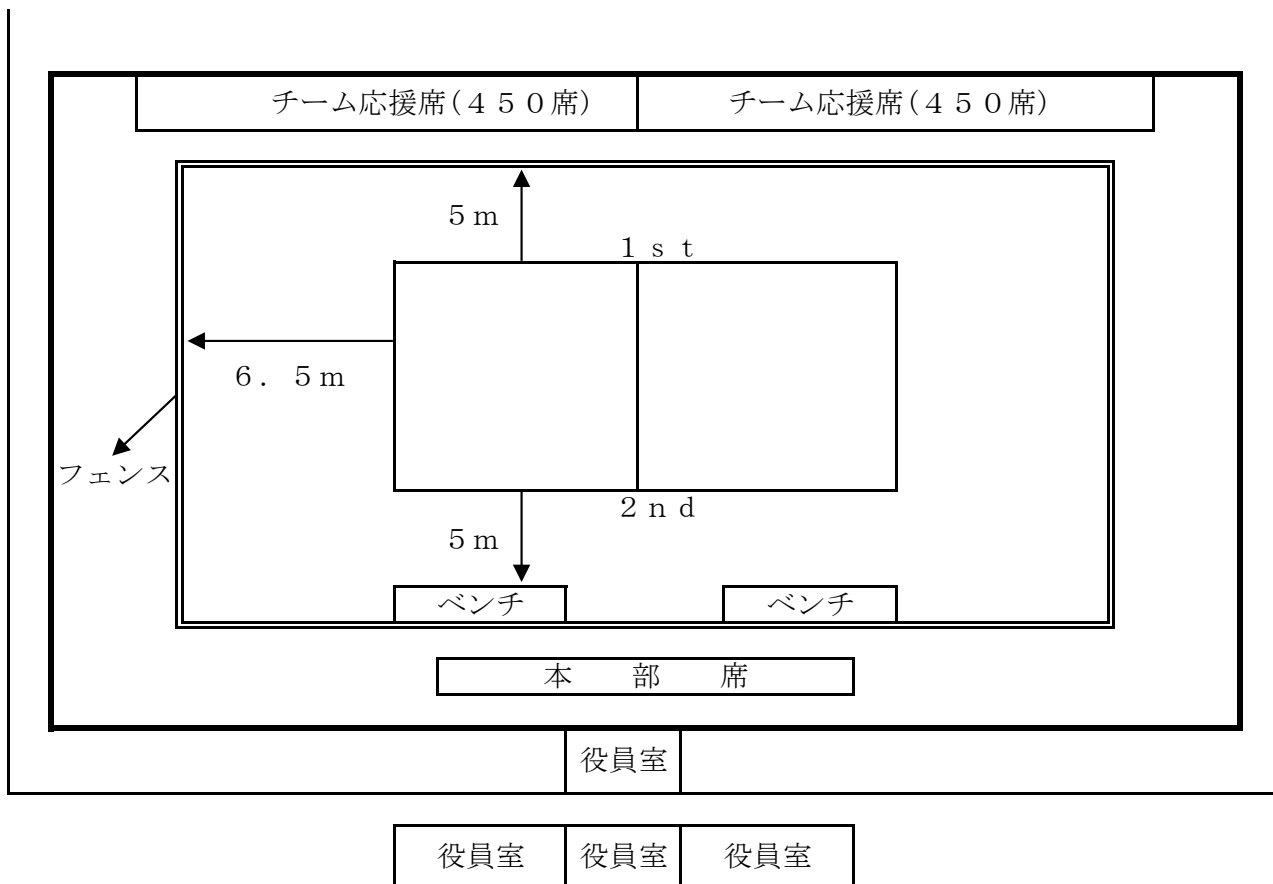 チーム応援席(４５０席)
チーム応援席(４５０席)
５ｍ
１ｓｔ
６．５ｍ
フェンス
２ｎｄ
５ｍ
ベンチ
ベンチ
本　部　席
役員室
役員室
役員室
役員室